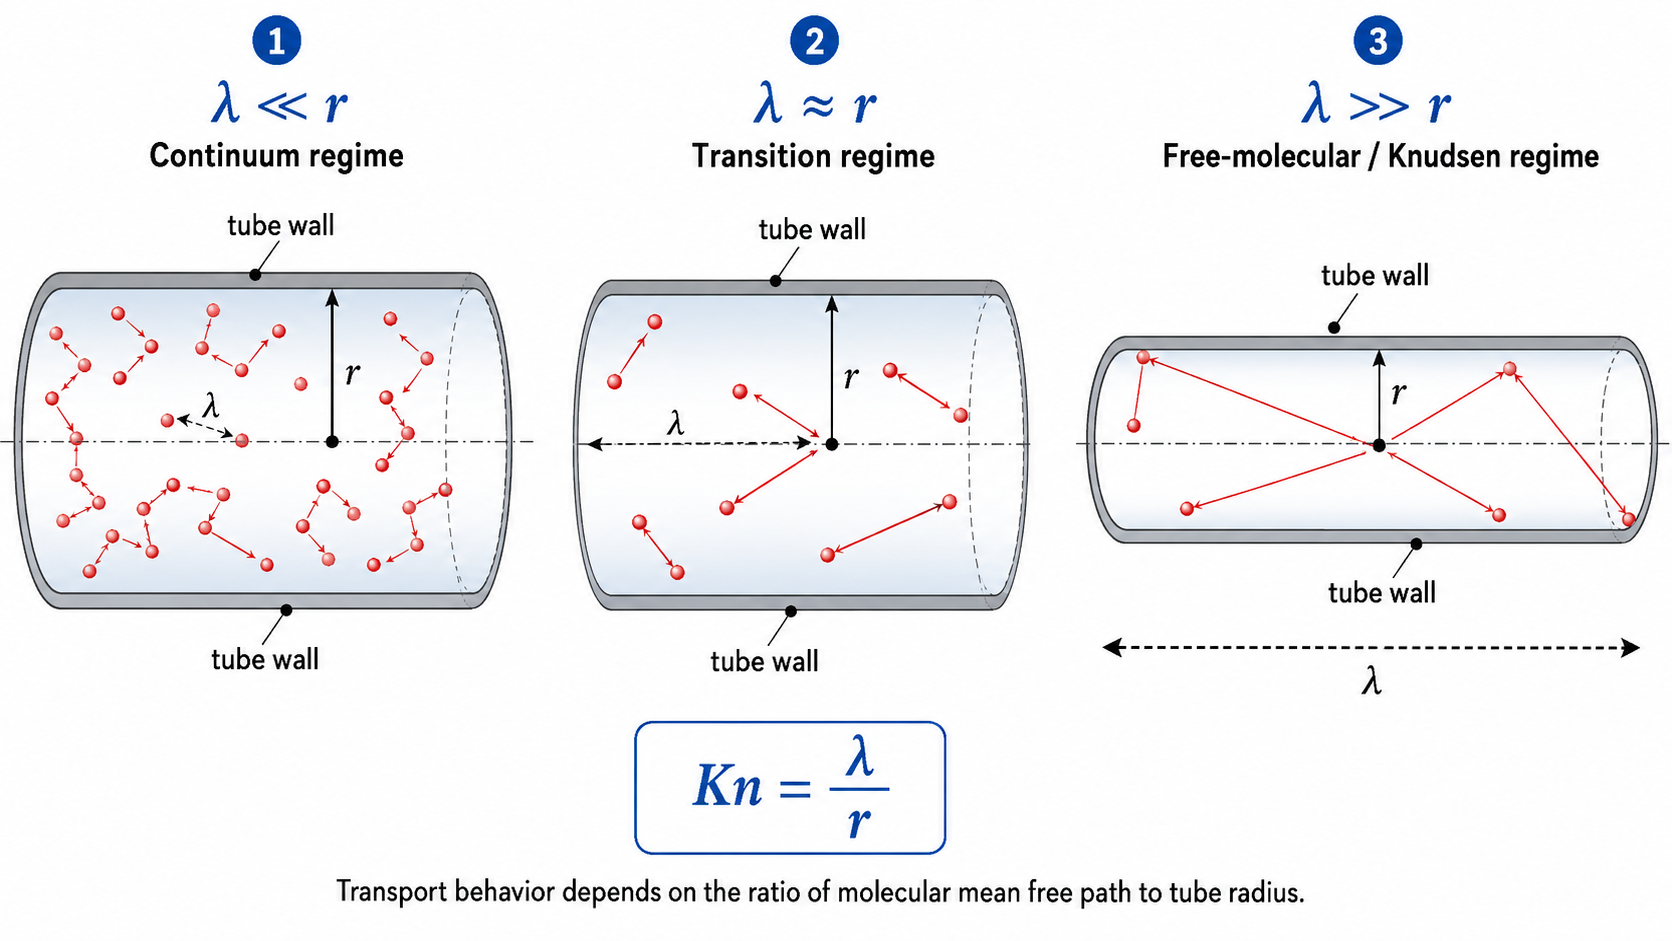 1
λ << r
Continuum regime
tube wall
r
λ
tube wall
2
λ ≈ r
Transition regime
tube wall
r
λ
tube wall
3
λ >> r
Free-molecular / Knudsen regime
tube wall
r
tube wall
λ
Kn = λ / r
Transport behavior depends on the ratio of molecular mean free path to tube radius.